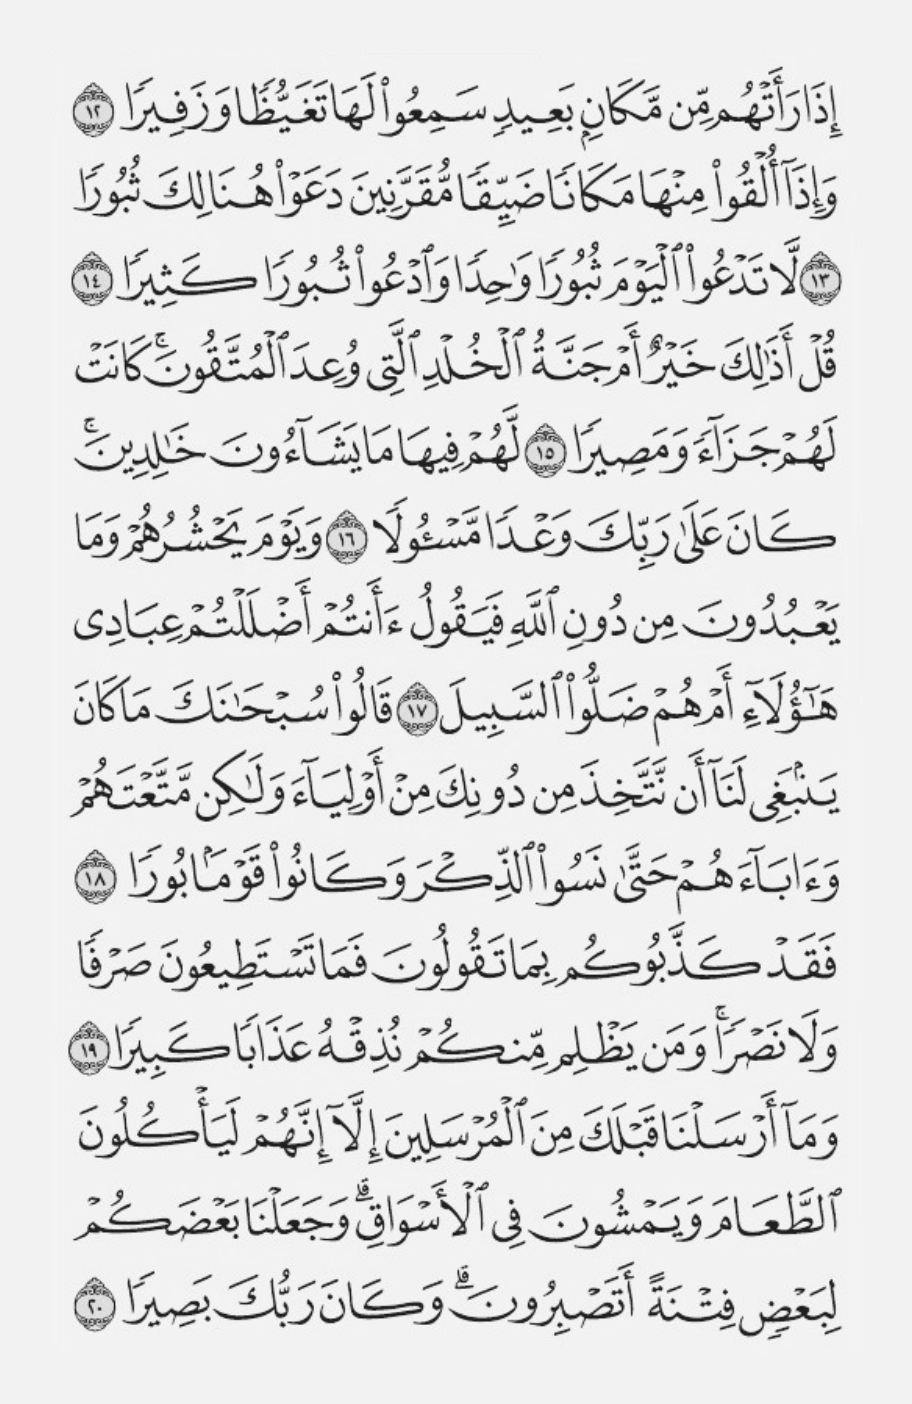 إِذَا رَأَتْهُم مِّن مَّكَانٍۭ بَعِيدٍ سَمِعُوا۟ لَهَا تَغَيُّظًا وَزَفِيرًا ١٢
وَإِذَآ أُلْقُوا۟ مِنْهَا مَكَانًا ضَيِّقًا مُّقَرَّنِينَ دَعَوْا۟ هُنَالِكَ ثُبُورًا
١٣ لَّا تَدْعُوا۟ ٱلْيَوْمَ ثُبُورًا وَٰحِدًا وَٱدْعُوا۟ ثُبُورًا كَثِيرًا ١٤
قُلْ أَذَٰلِكَ خَيْرٌ أَمْ جَنَّةُ ٱلْخُلْدِ ٱلَّتِى وُعِدَ ٱلْمُتَّقُونَ ۚ كَانَتْ
لَهُمْ جَزَآءً وَمَصِيرًا ١٥ لَّهُمْ فِيهَا مَا يَشَآءُونَ خَٰلِدِينَ ۚ
كَانَ عَلَىٰ رَبِّكَ وَعْدًا مَّسْـُٔولًا ١٦ وَيَوْمَ يَحْشُرُهُمْ وَمَا
يَعْبُدُونَ مِن دُونِ ٱللَّهِ فَيَقُولُ ءَأَنتُمْ أَضْلَلْتُمْ عِبَادِى
هَٰٓؤُلَآءِ أَمْ هُمْ ضَلُّوا۟ ٱلسَّبِيلَ ١٧ قَالُوا۟ سُبْحَٰنَكَ مَا كَانَ
يَنۢبَغِى لَنَآ أَن نَّتَّخِذَ مِن دُونِكَ مِنْ أَوْلِيَآءَ وَلَٰكِن مَّتَّعْتَهُمْ
وَءَابَآءَهُمْ حَتَّىٰ نَسُوا۟ ٱلذِّكْرَ وَكَانُوا۟ قَوْمًۢا بُورًا ١٨
فَقَدْ كَذَّبُوكُم بِمَا تَقُولُونَ فَمَا تَسْتَطِيعُونَ صَرْفًا
وَلَا نَصْرًا ۚ وَمَن يَظْلِم مِّنكُمْ نُذِقْهُ عَذَابًا كَبِيرًا ١٩
وَمَآ أَرْسَلْنَا قَبْلَكَ مِنَ ٱلْمُرْسَلِينَ إِلَّآ إِنَّهُمْ لَيَأْكُلُونَ
ٱلطَّعَامَ وَيَمْشُونَ فِى ٱلْأَسْوَاقِ ۗ وَجَعَلْنَا بَعْضَكُمْ
لِبَعْضٍ فِتْنَةً أَتَصْبِرُونَ ۗ وَكَانَ رَبُّكَ بَصِيرًا ٢٠